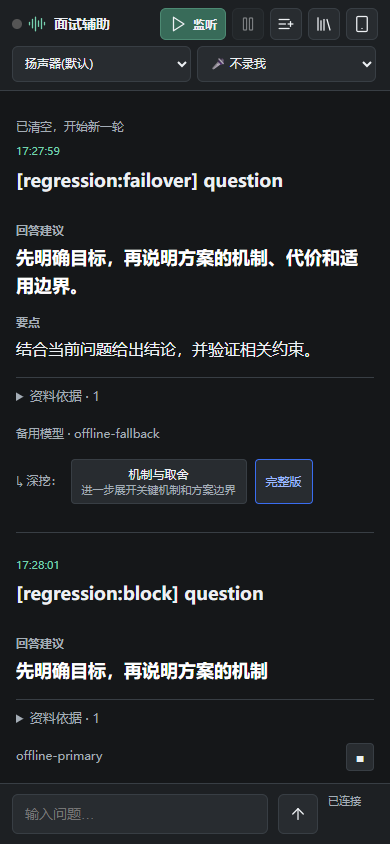 面试辅助
监听
扬声器(默认)
不录我
已清空，开始新一轮
17:27:59
[regression:failover] question
回答建议
先明确目标，再说明方案的机制、代价和适
用边界。
要点
结合当前问题给出结论，并验证相关约束。
资料依据 · 1
备用模型 · offline-fallback
↳ 深挖：
机制与取舍
进一步展开关键机制和方案边界
完整版
17:28:01
[regression:block] question
回答建议
先明确目标，再说明方案的机制
资料依据 · 1
offline-primary
输入问题...
已连接